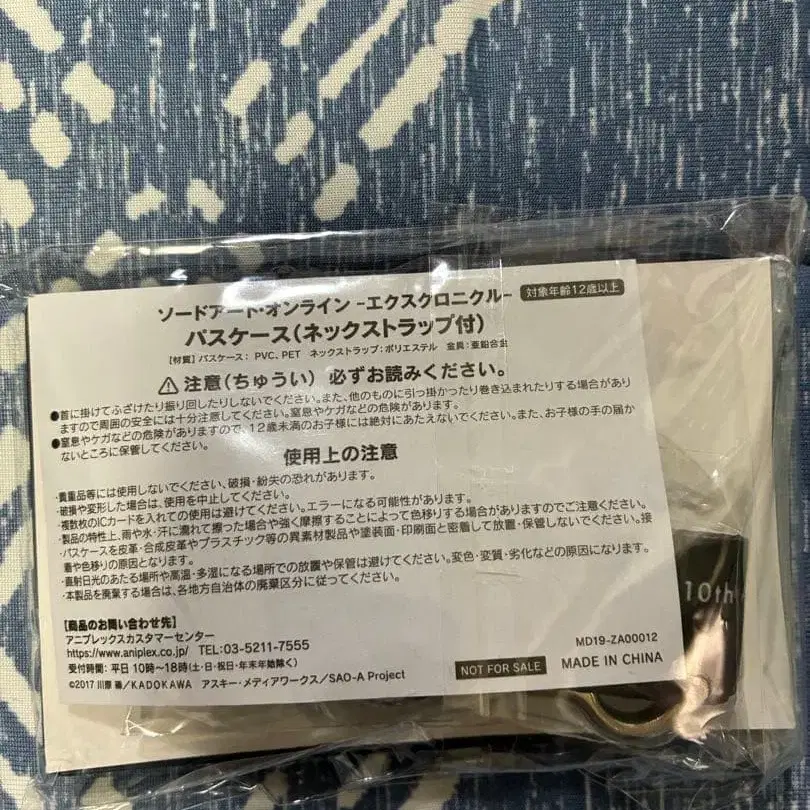 ソードアート・オンライン -エクスクロニクル- 対象年齢12歳以上
パスケース(ネックストラップ付)
【材質】パスケース: PVC、PET ネックストラップ:ポリエステル 金具:亜鉛合金
⚠注意(ちゅうい) 必ずお読みください。
●首に掛けてふざけたり振り回したりしないでください。また、他のものに引っ掛かったり巻き込まれたりする場合があり
ますので周囲の安全には十分注意してください。窒息やケガなどの危険があります。
●窒息やケガなどの危険がありますので、12歳未満のお子様には絶対にあたえないでください。また、お子様の手の届か
ないところに保管してください。
使用上の注意
・貴重品等には使用しないでください、破損・紛失の恐れがあります。
・破損や変形した場合は、使用を中止してください。
・複数枚のICカードを入れての使用は避けてください。エラーになる可能性があります。
・製品の特性上、雨や水・汗に濡れて擦った場合や強く摩擦することによって色移りする場合がありますのでご注意ください。
・パスケースを皮革・合成皮革やプラスチック等の異素材製品や塗装面・印刷面と密着して放置・保管しないでください。接
着や色移りの原因となります。
・直射日光のあたる場所や高温・多湿になる場所での放置や保管は避けてください。変色・変質・劣化などの原因になります。
・本製品を廃棄する場合は、各地方自治体の廃棄区分に従ってください。
【商品のお問い合わせ先】
アニプレックスカスタマーセンター
https://www.aniplex.co.jp/ TEL:03-5211-7555
受付時間: 平日 10時～18時(土・日・祝日・年末年始除く)
©2017 川原 礫／KADOKAWA アスキー・メディアワークス／SAO-A Project
MD19-ZA00012
NOT FOR SALE MADE IN CHINA
10th